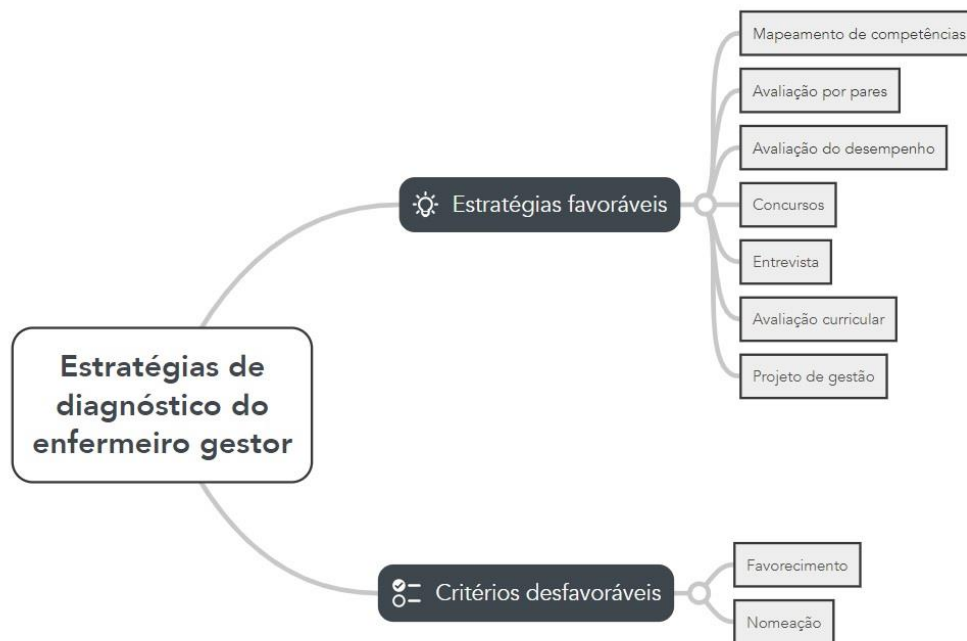 Estratégias de
diagnóstico do
enfermeiro gestor
Estratégias favoráveis
Mapeamento de competências
Avaliação por pares
Avaliação do desempenho
Concursos
Entrevista
Avaliação curricular
Projeto de gestão
Critérios desfavoráveis
Favorecimento
Nomeação